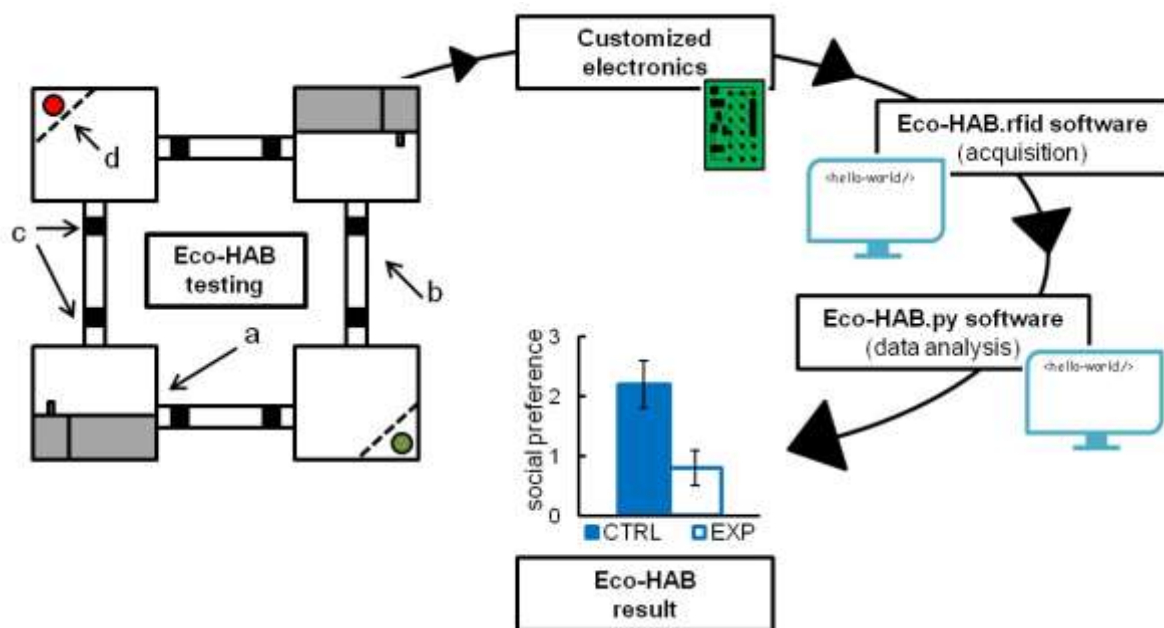 Customized
electronics
Eco-HAB.rfid software
(acquisition)
<hello-world/>
d
c
Eco-HAB
testing
b
a
Eco-HAB.py software
(data analysis)
<hello-world/>
social preference
3
2
1
0
CTRL
EXP
Eco-HAB
result